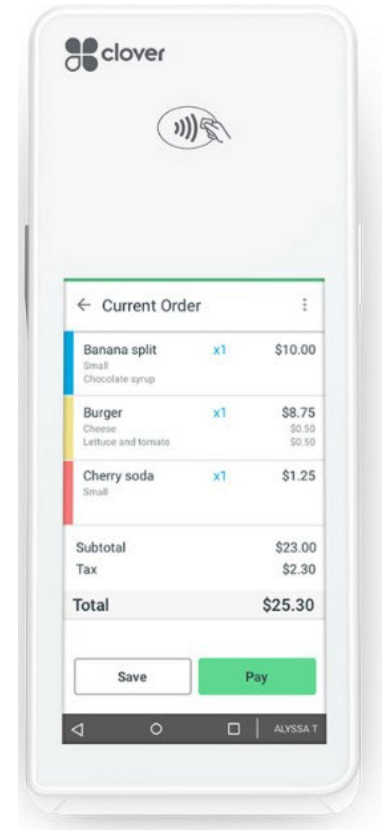 clover
Current Order
Banana split x1 $10.00
Small
Chocolate syrup
Burger x1 $8.75
Cheese $0.50
Lettuce and tomato $0.50
Cherry soda x1 $1.25
Small
Subtotal $23.00
Tax $2.30
Total $25.30
Save Pay
ALYSSA T